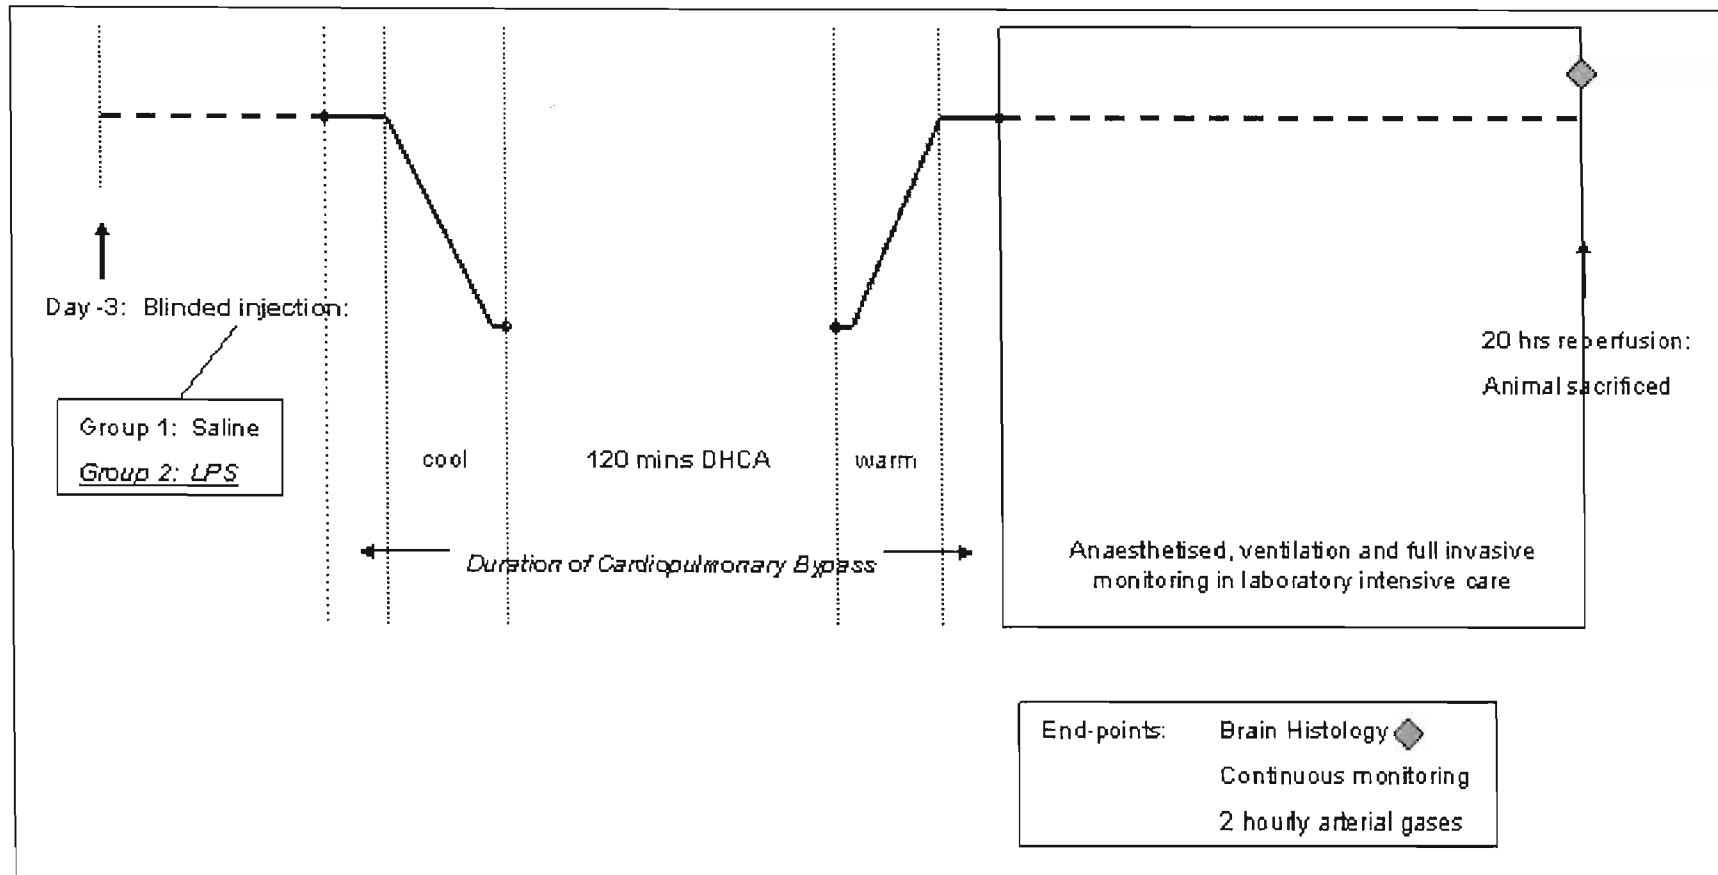 Day -3:  Blinded injection:
Group 1:  Saline
Group 2:  LPS
cool
120 mins DHCA
warm
Duration of Cardiopulmonary Bypass
20 hrs reperfusion:
Animal sacrificed
Anaesthetised, ventilation and full invasive
monitoring in laboratory intensive care
End-points: Brain Histology
Continuous monitoring
2 hourly arterial gases